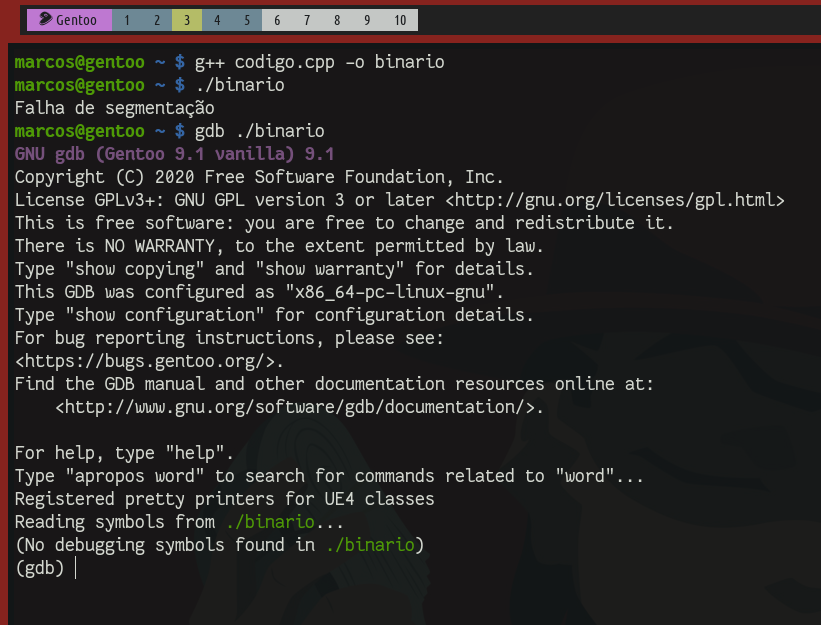 Gentoo 1 2 3 4 5 6 7 8 9 10
marcos@gentoo ~ $ g++ codigo.cpp -o binario
marcos@gentoo ~ $ ./binario
Falha de segmentação
marcos@gentoo ~ $ gdb ./binario
GNU gdb (Gentoo 9.1 vanilla) 9.1
Copyright (C) 2020 Free Software Foundation, Inc.
License GPLv3+: GNU GPL version 3 or later <http://gnu.org/licenses/gpl.html>
This is free software: you are free to change and redistribute it.
There is NO WARRANTY, to the extent permitted by law.
Type "show copying" and "show warranty" for details.
This GDB was configured as "x86_64-pc-linux-gnu".
Type "show configuration" for configuration details.
For bug reporting instructions, please see:
<https://bugs.gentoo.org/>.
Find the GDB manual and other documentation resources online at:
    <http://www.gnu.org/software/gdb/documentation/>.

For help, type "help".
Type "apropos word" to search for commands related to "word"...
Registered pretty printers for UE4 classes
Reading symbols from ./binario...
(No debugging symbols found in ./binario)
(gdb)